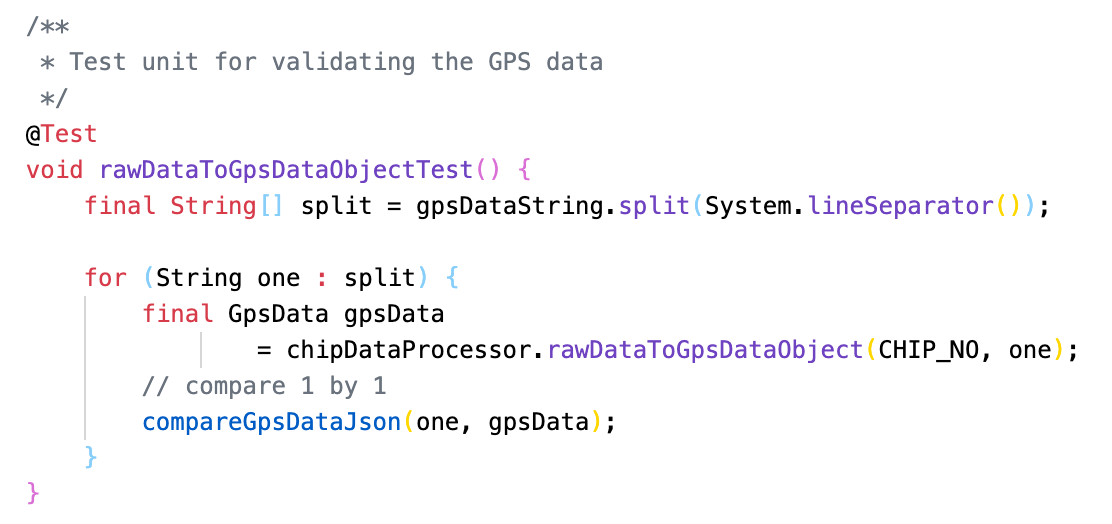 /**
 * Test unit for validating the GPS data
 */
@Test
void rawDataToGpsDataObjectTest() {
    final String[] split = gpsDataString.split(System.lineSeparator());

    for (String one : split) {
        final GpsData gpsData
                = chipDataProcessor.rawDataToGpsDataObject(CHIP_NO, one);
        // compare 1 by 1
        compareGpsDataJson(one, gpsData);
    }
}